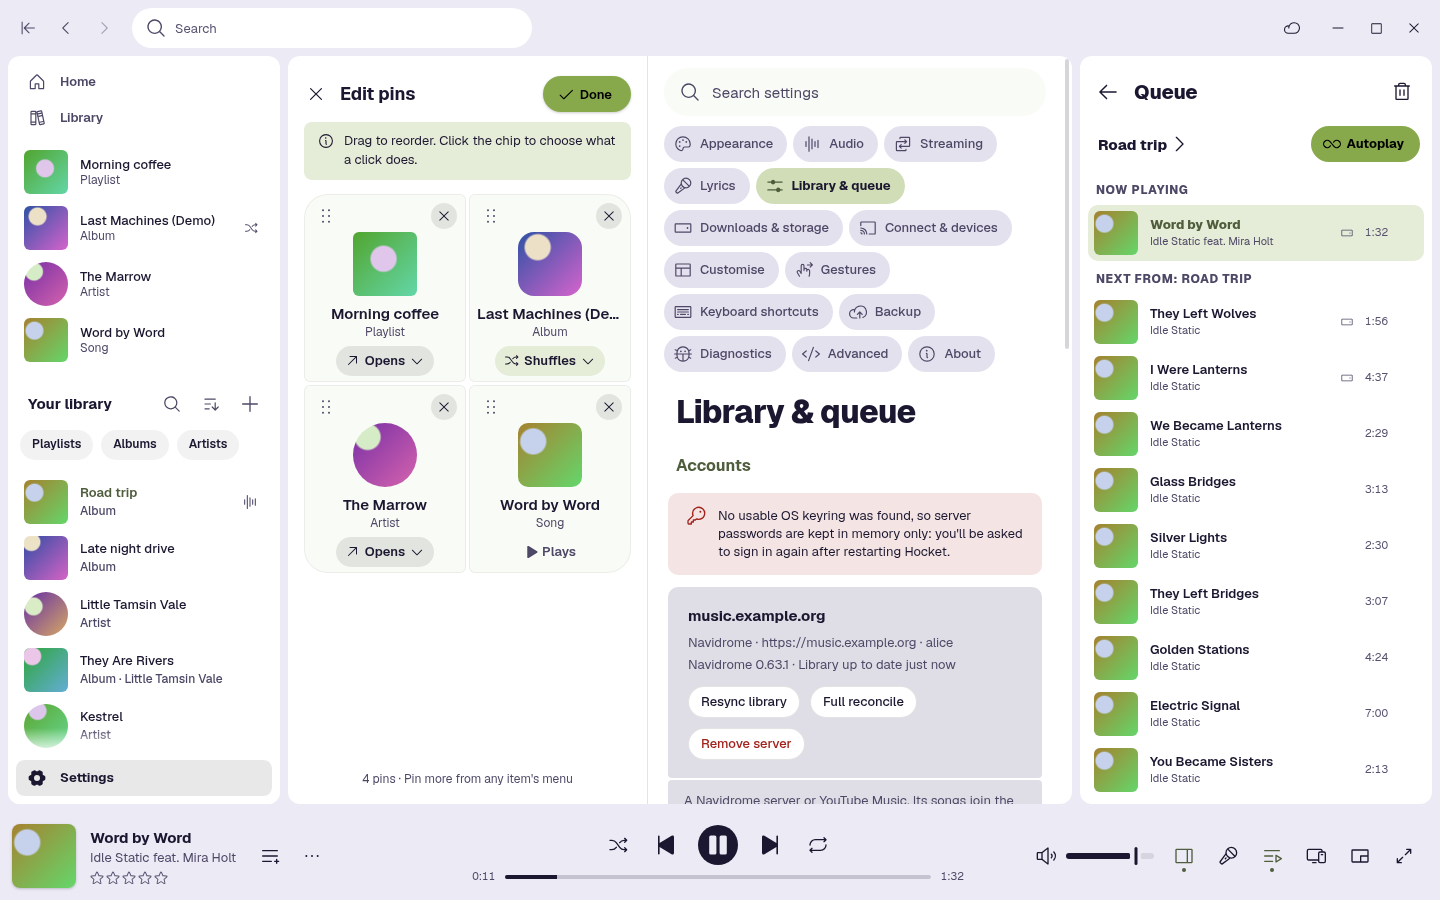 Search
Home
Library
Morning coffee
Playlist
Last Machines (Demo)
Album
The Marrow
Artist
Word by Word
Song
Your library
Playlists
Albums
Artists
Road trip
Album
Late night drive
Album
Little Tamsin Vale
Artist
They Are Rivers
Album · Little Tamsin Vale
Kestrel
Artist
Settings
Edit pins
Done
Drag to reorder. Click the chip to choose what
a click does.
Morning coffee
Playlist
Opens
Last Machines (De...
Album
Shuffles
The Marrow
Artist
Opens
Word by Word
Song
Plays
4 pins · Pin more from any item's menu
Search settings
Appearance
Audio
Streaming
Lyrics
Library & queue
Downloads & storage
Connect & devices
Customise
Gestures
Keyboard shortcuts
Backup
Diagnostics
Advanced
About
Library & queue
Accounts
No usable OS keyring was found, so server
passwords are kept in memory only: you'll be asked
to sign in again after restarting Hocket.
music.example.org
Navidrome · https://music.example.org · alice
Navidrome 0.63.1 · Library up to date just now
Resync library
Full reconcile
Remove server
A Navidrome server or YouTube Music. Its songs join the
Queue
Road trip
Autoplay
NOW PLAYING
Word by Word
Idle Static feat. Mira Holt
1:32
NEXT FROM: ROAD TRIP
They Left Wolves
Idle Static
1:56
I Were Lanterns
Idle Static
4:37
We Became Lanterns
Idle Static
2:29
Glass Bridges
Idle Static
3:13
Silver Lights
Idle Static
2:30
They Left Bridges
Idle Static
3:07
Golden Stations
Idle Static
4:24
Electric Signal
Idle Static
7:00
You Became Sisters
Idle Static
2:13
Word by Word
Idle Static feat. Mira Holt
0:11
1:32